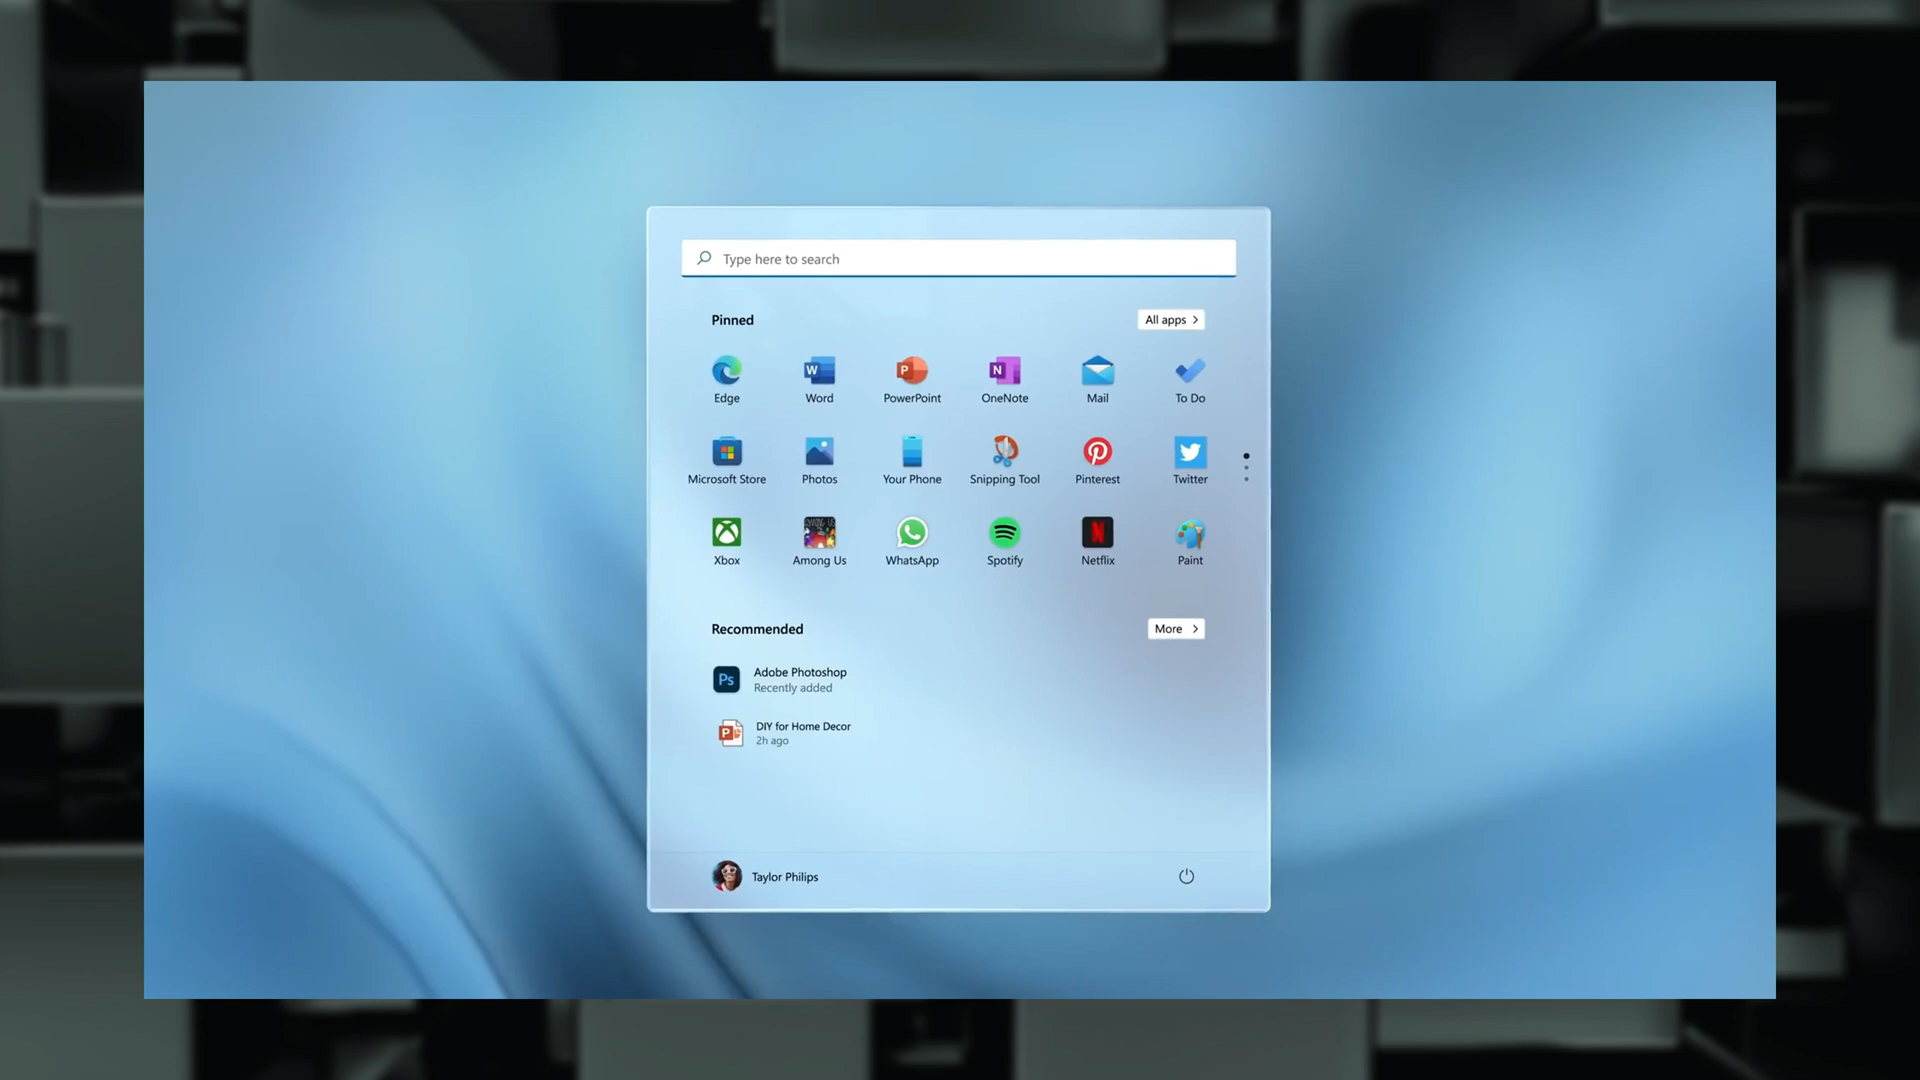 Type here to search
Pinned
All apps
Edge
Word
PowerPoint
OneNote
Mail
To Do
Microsoft Store
Photos
Your Phone
Snipping Tool
Pinterest
Twitter
Xbox
Among Us
WhatsApp
Spotify
Netflix
Paint
Recommended
More
Ps
Adobe Photoshop
Recently added
P
DIY for Home Decor
2h ago
Taylor Philips